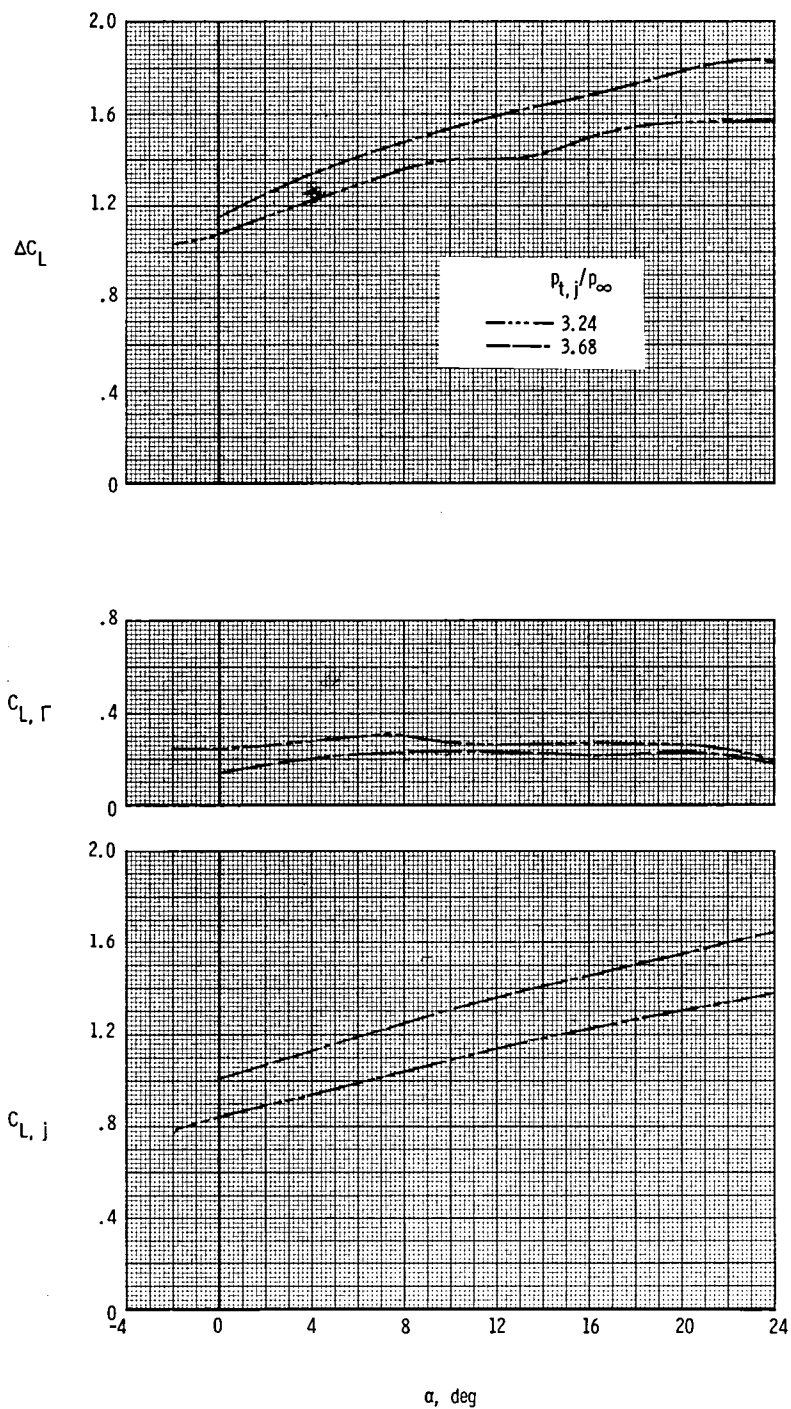 2.0
1.6
1.2
ΔC_L
.8
.4
0
p_t,j/p_∞
3.24
3.68
.8
C_L, Γ
.4
0
2.0
1.6
1.2
C_L, j
.8
.4
0
-4 0 4 8 12 16 20 24
α, deg